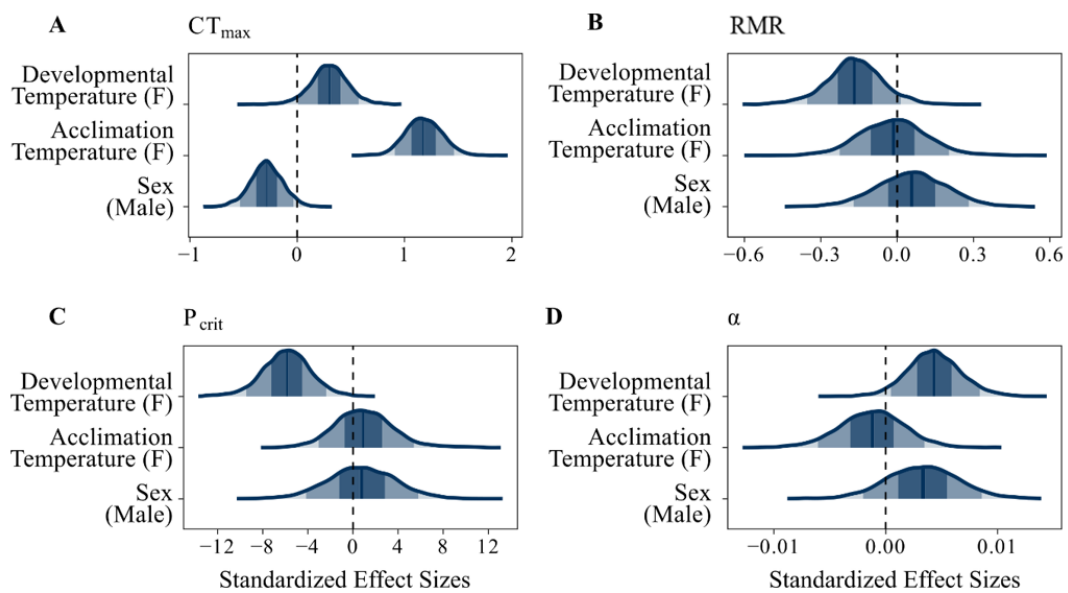 A
CTmax
Developmental
Temperature (F)
Acclimation
Temperature (F)
Sex
(Male)
−1 0 1 2
B
RMR
Developmental
Temperature (F)
Acclimation
Temperature (F)
Sex
(Male)
−0.6 −0.3 0.0 0.3 0.6
C
Pcrit
Developmental
Temperature (F)
Acclimation
Temperature (F)
Sex
(Male)
−12 −8 −4 0 4 8 12
Standardized Effect Sizes
D
α
Developmental
Temperature (F)
Acclimation
Temperature (F)
Sex
(Male)
−0.01 0.00 0.01
Standardized Effect Sizes